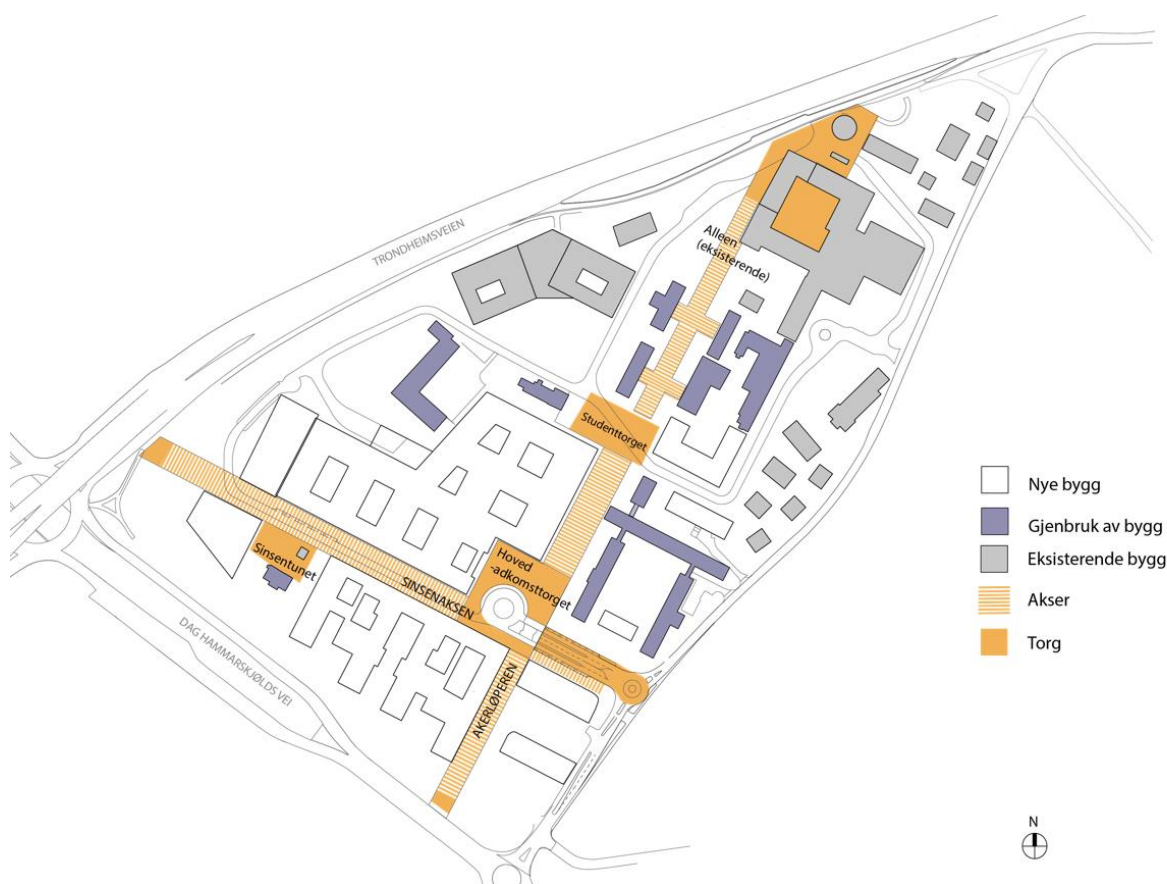 TRONDHEIMSVEIEN
Alleen
(eksisterende)
Studenttorget
Hoved
-adkomsttorget
Sinsentunet
SINSENAKSEN
AKERLØPEREN
DAG HAMMARSKJØLDS VEI
Nye bygg
Gjenbruk av bygg
Eksisterende bygg
Akser
Torg
N